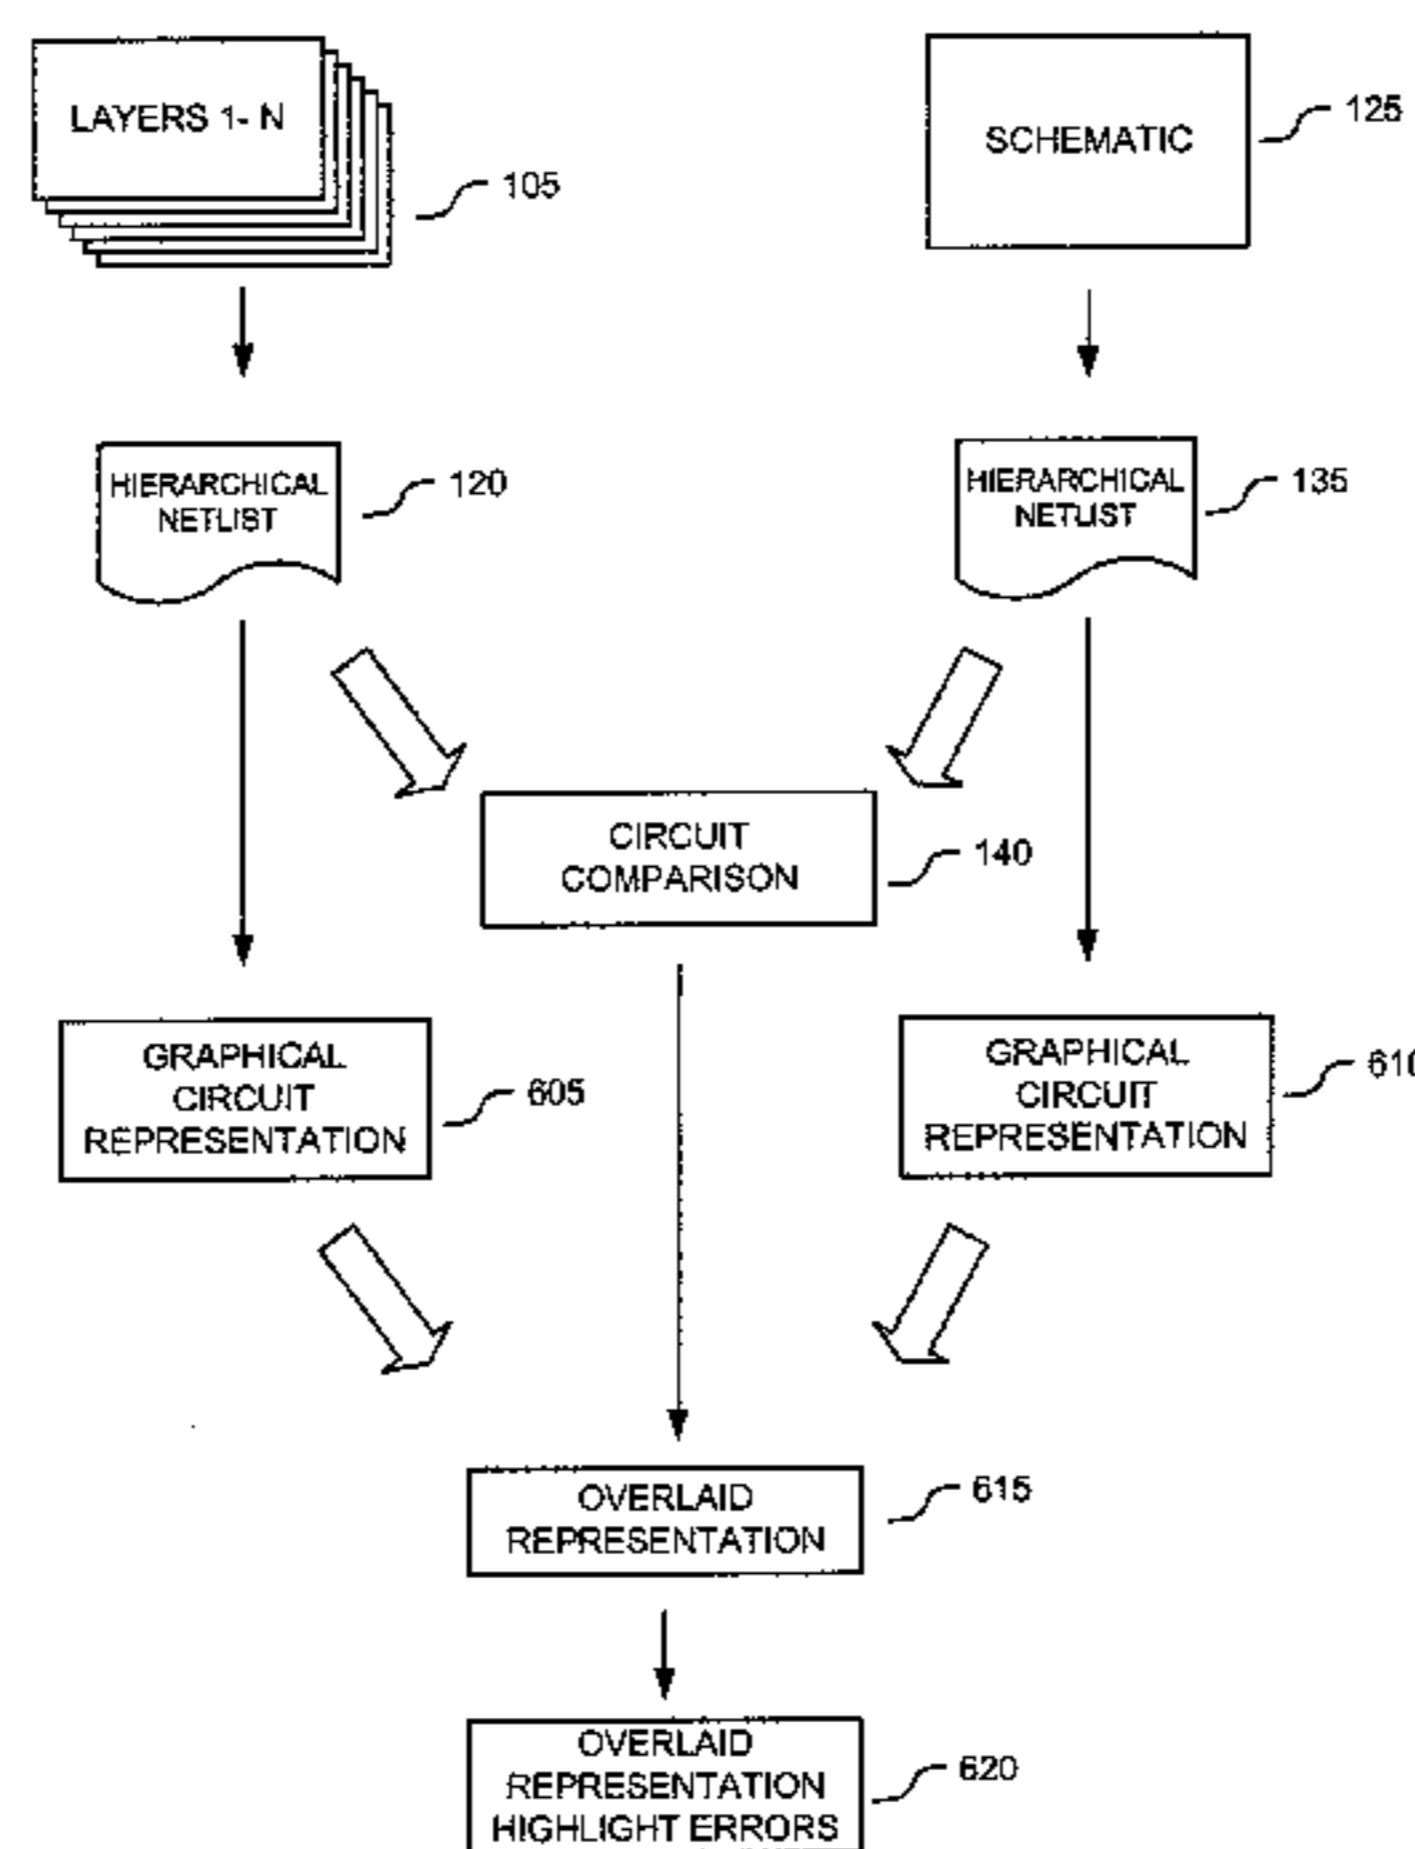 LAYERS 1- N
105
SCHEMATIC
125
HIERARCHICAL
NETLIST
120
HIERARCHICAL
NETLIST
135
CIRCUIT
COMPARISON
140
GRAPHICAL
CIRCUIT
REPRESENTATION
605
GRAPHICAL
CIRCUIT
REPRESENTATION
610
OVERLAID
REPRESENTATION
615
OVERLAID
REPRESENTATION
HIGHLIGHT ERRORS
620